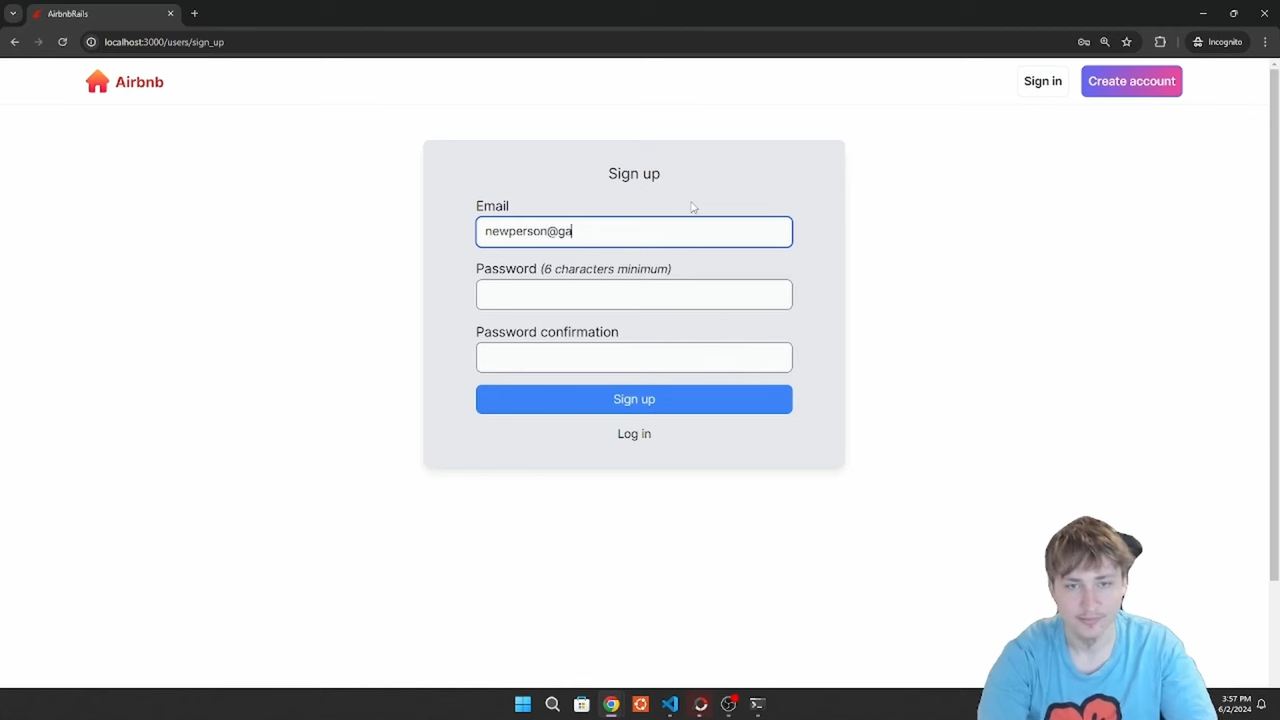 AirbnbRails
localhost:3000/users/sign_up
Incognito
Airbnb
Sign in
Create account
Sign up
Email
newperson@ga
Password (6 characters minimum)
Password confirmation
Sign up
Log in
3:57 PM
6/2/2024